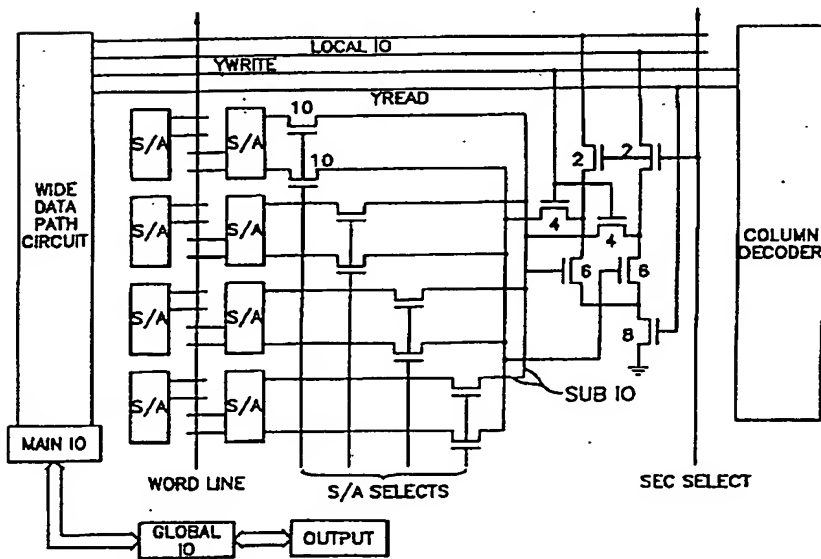 LOCAL IO
YWRITE
YREAD
S/A
S/A
10
10
2
2
WIDE
DATA
PATH
CIRCUIT
S/A
S/A
4
4
COLUMN
DECODER
6
6
S/A
S/A
8
S/A
S/A
SUB IO
MAIN IO
WORD LINE
S/A SELECTS
SEC SELECT
GLOBAL
IO
OUTPUT